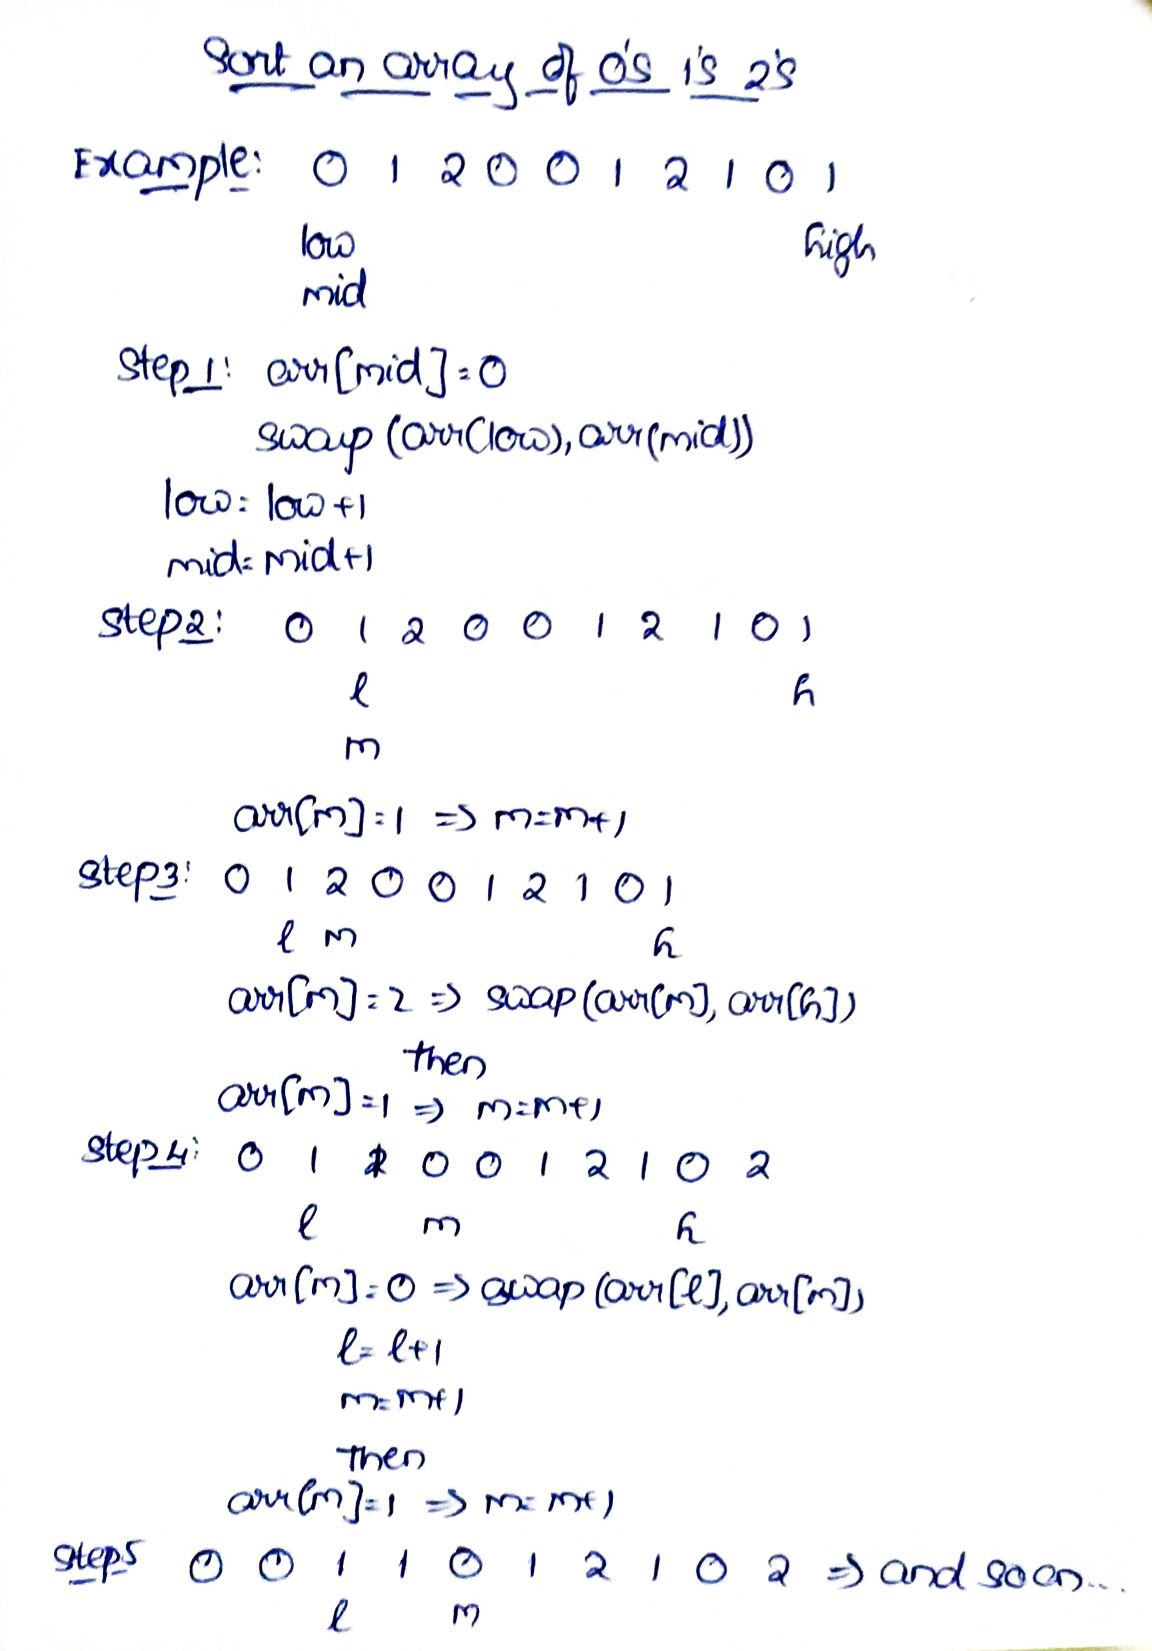 Sort an array of 0's 1's 2's
Example: 0 1 2 0 0 1 2 1 0 1
low high
mid
Step 1: arr[mid]=0
swap (arr(low), arr(mid))
low= low+1
mid= mid+1
step2: 0 1 2 0 0 1 2 1 0 1
l h
m
arr[m]=1 => m=m+1
step3: 0 1 2 0 0 1 2 1 0 1
l m h
arr[m]=2 => swap(arr[m], arr[h])
then
arr[m]=1 => m=m+1
step4: 0 1 1 0 0 1 2 1 0 2
l m h
arr[m]=0 => swap (arr[l], arr[m])
l= l+1
m=m+1
then
arr[m]=1 => m= m+1
step5 0 0 1 1 0 1 2 1 0 2 => and soon...
l m